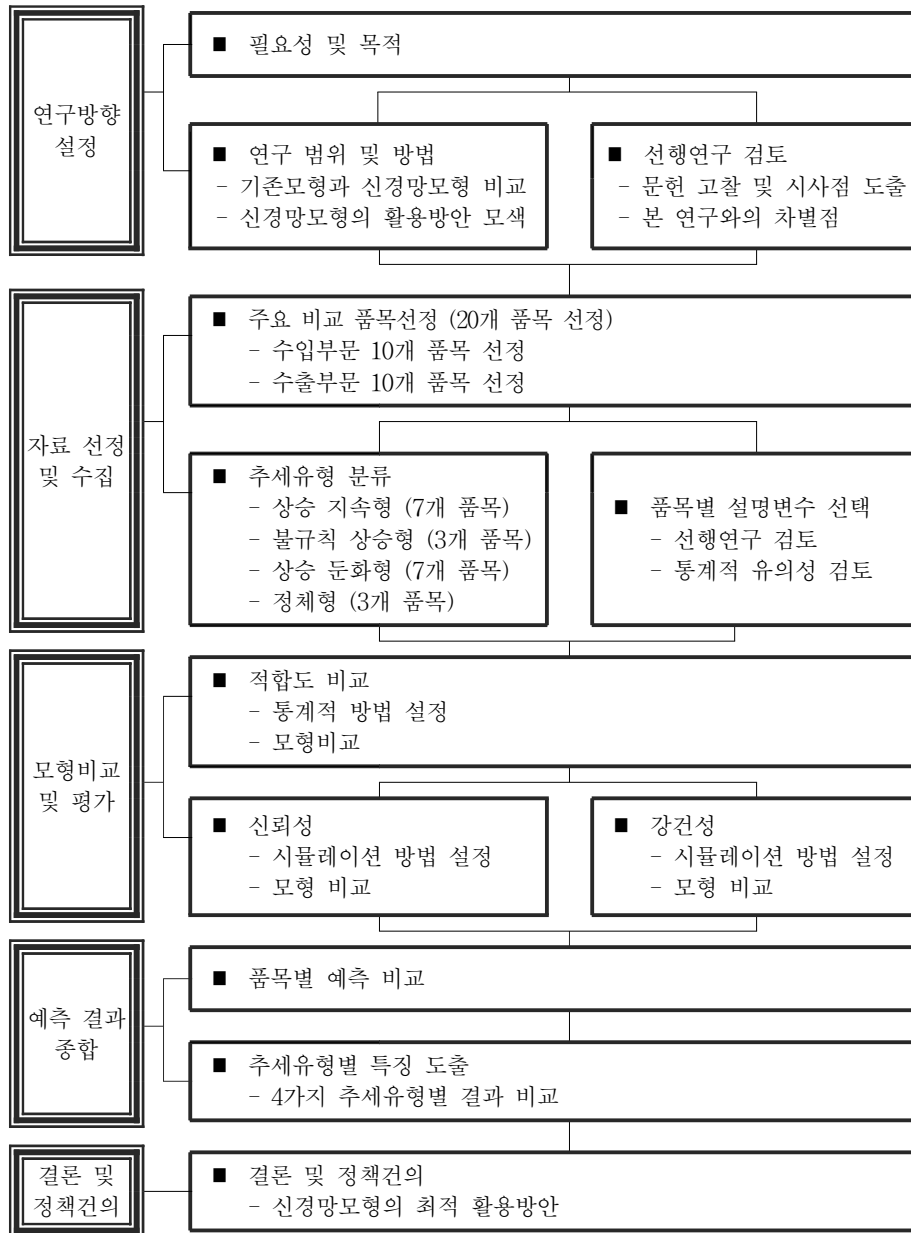 연구방향
설정
■ 필요성 및 목적
■ 연구 범위 및 방법
- 기존모형과 신경망모형 비교
- 신경망모형의 활용방안 모색
■ 선행연구 검토
- 문헌 고찰 및 시사점 도출
- 본 연구와의 차별점
자료 선정
및 수집
■ 주요 비교 품목선정 (20개 품목 선정)
- 수입부문 10개 품목 선정
- 수출부문 10개 품목 선정
■ 추세유형 분류
- 상승 지속형 (7개 품목)
- 불규칙 상승형 (3개 품목)
- 상승 둔화형 (7개 품목)
- 정체형 (3개 품목)
■ 품목별 설명변수 선택
- 선행연구 검토
- 통계적 유의성 검토
모형비교
및 평가
■ 적합도 비교
- 통계적 방법 설정
- 모형비교
■ 신뢰성
- 시뮬레이션 방법 설정
- 모형 비교
■ 강건성
- 시뮬레이션 방법 설정
- 모형 비교
예측 결과
종합
■ 품목별 예측 비교
■ 추세유형별 특징 도출
- 4가지 추세유형별 결과 비교
결론 및
정책건의
■ 결론 및 정책건의
- 신경망모형의 최적 활용방안